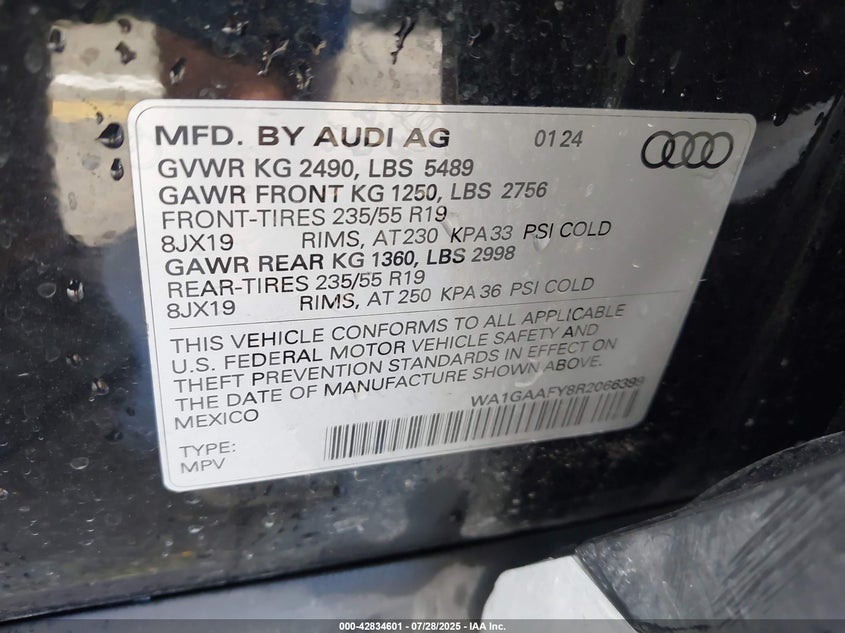 MFD. BY AUDI AG 01 24
GVWR KG 2490, LBS 5489
GAWR FRONT KG 1250, LBS 2756
FRONT-TIRES 235/55 R19
8JX19 RIMS, AT 230 KPA 33 PSI COLD
GAWR REAR KG 1360, LBS 2998
REAR-TIRES 235/55 R19
8JX19 RIMS, AT 250 KPA 36 PSI COLD
THIS VEHICLE CONFORMS TO ALL APPLICABLE
U.S. FEDERAL MOTOR VEHICLE SAFETY AND
THEFT PREVENTION STANDARDS IN EFFECT ON
THE DATE OF MANUFACTURE SHOWN ABOVE.
MEXICO WA1GAAFY8R2066399
TYPE:
MPV
000-42834601 / 07/28/2025 - IAA Inc.